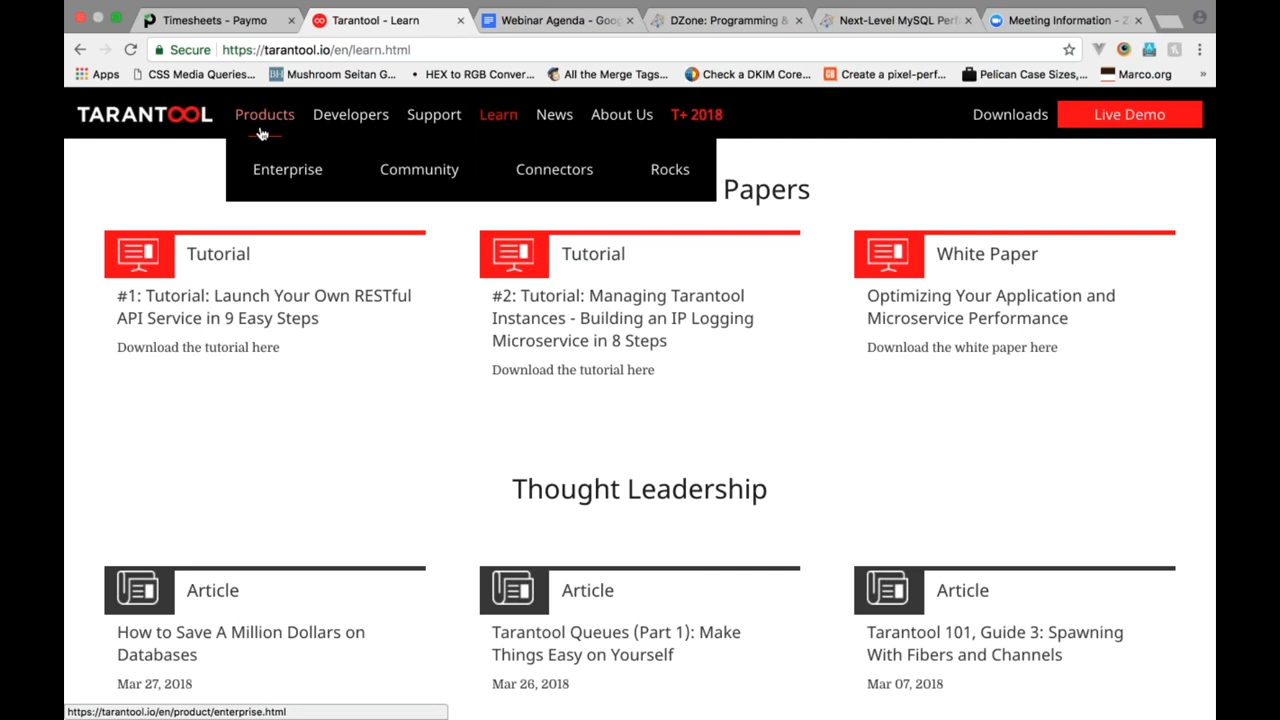 Timesheets - Paymo
Tarantool - Learn
Webinar Agenda - Goog
DZone: Programming &
Next-Level MySQL Perf
Meeting Information - Z
Secure
https://tarantool.io/en/learn.html
Apps
CSS Media Queries...
BH
Mushroom Seitan G...
HEX to RGB Conver...
All the Merge Tags...
Check a DKIM Core...
Create a pixel-perf...
Pelican Case Sizes,...
Marco.org
»
TARANTOOL
Products
Developers
Support
Learn
News
About Us
T+ 2018
Downloads
Live Demo
Enterprise
Community
Connectors
Rocks
Papers
Tutorial
#1: Tutorial: Launch Your Own RESTful
API Service in 9 Easy Steps
Download the tutorial here
Tutorial
#2: Tutorial: Managing Tarantool
Instances - Building an IP Logging
Microservice in 8 Steps
Download the tutorial here
White Paper
Optimizing Your Application and
Microservice Performance
Download the white paper here
Thought Leadership
Article
How to Save A Million Dollars on
Databases
Mar 27, 2018
Article
Tarantool Queues (Part 1): Make
Things Easy on Yourself
Mar 26, 2018
Article
Tarantool 101, Guide 3: Spawning
With Fibers and Channels
Mar 07, 2018
https://tarantool.io/en/product/enterprise.html